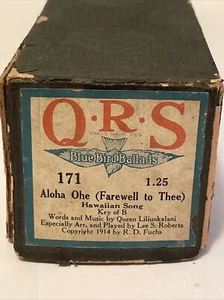 Q·R·S
TRADE MARK REG
Blue Bird Ballads
171 1.25
Aloha Ohe (Farewell to Thee)
Hawaiian Song
Key of B
Words and Music by Queen Liliuokalani
Especially Arr. and Played by Lee S. Roberts
Copyright 1914 by R. D. Fuchs